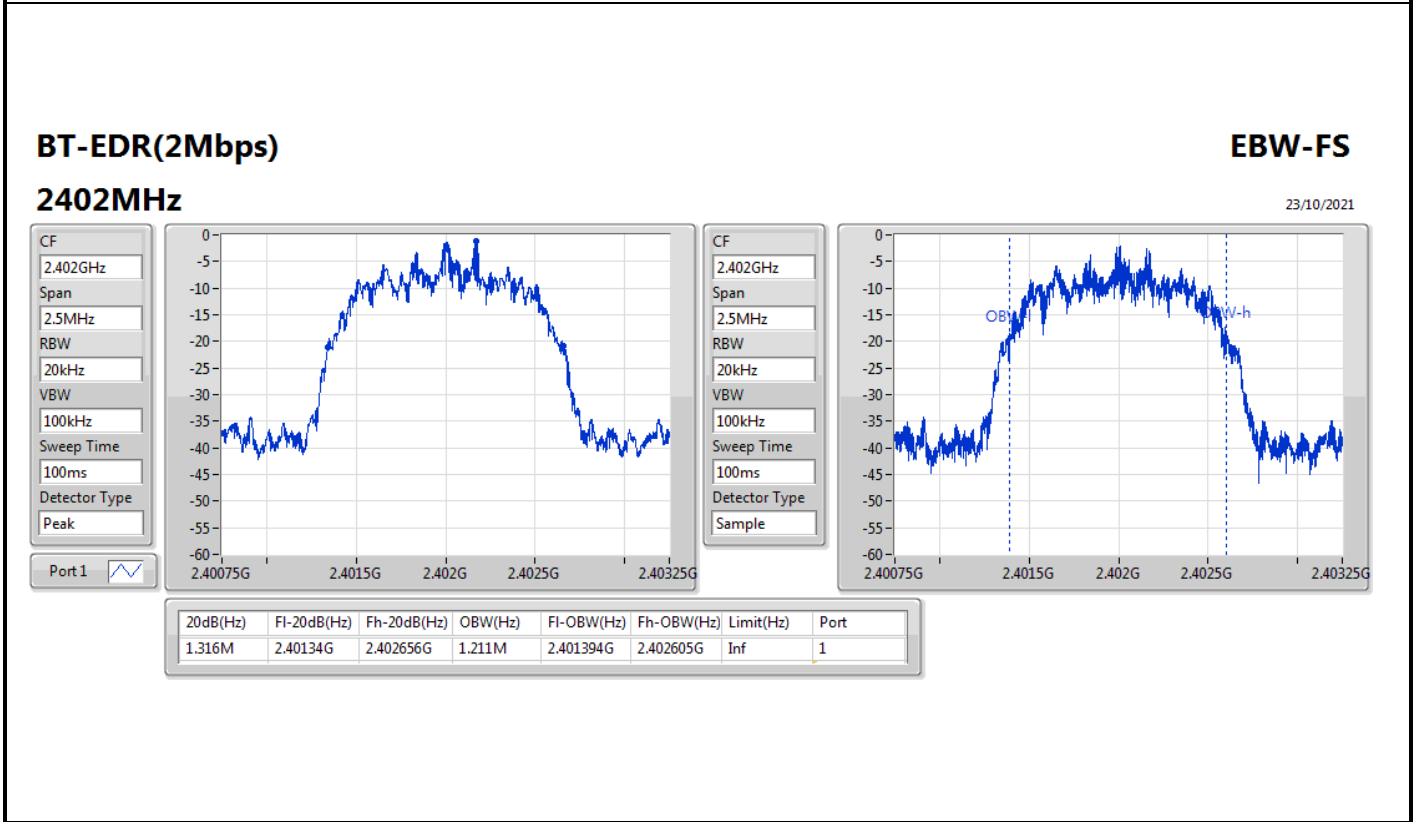 BT-EDR(2Mbps)
EBW-FS
2402MHz
23/10/2021
CF
2.402GHz
Span
2.5MHz
RBW
20kHz
VBW
100kHz
Sweep Time
100ms
Detector Type
Peak
Port 1
0
-5
-10
-15
-20
-25
-30
-35
-40
-45
-50
-55
-60
2.40075G 2.4015G 2.402G 2.4025G 2.40325G
CF
2.402GHz
Span
2.5MHz
RBW
20kHz
VBW
100kHz
Sweep Time
100ms
Detector Type
Sample
0
-5
-10
-15
-20
-25
-30
-35
-40
-45
-50
-55
-60
2.40075G 2.4015G 2.402G 2.4025G 2.40325G
20dB(Hz) Fl-20dB(Hz) Fh-20dB(Hz) OBW(Hz) Fl-OBW(Hz) Fh-OBW(Hz) Limit(Hz) Port
1.316M 2.40134G 2.402656G 1.211M 2.401394G 2.402605G Inf 1